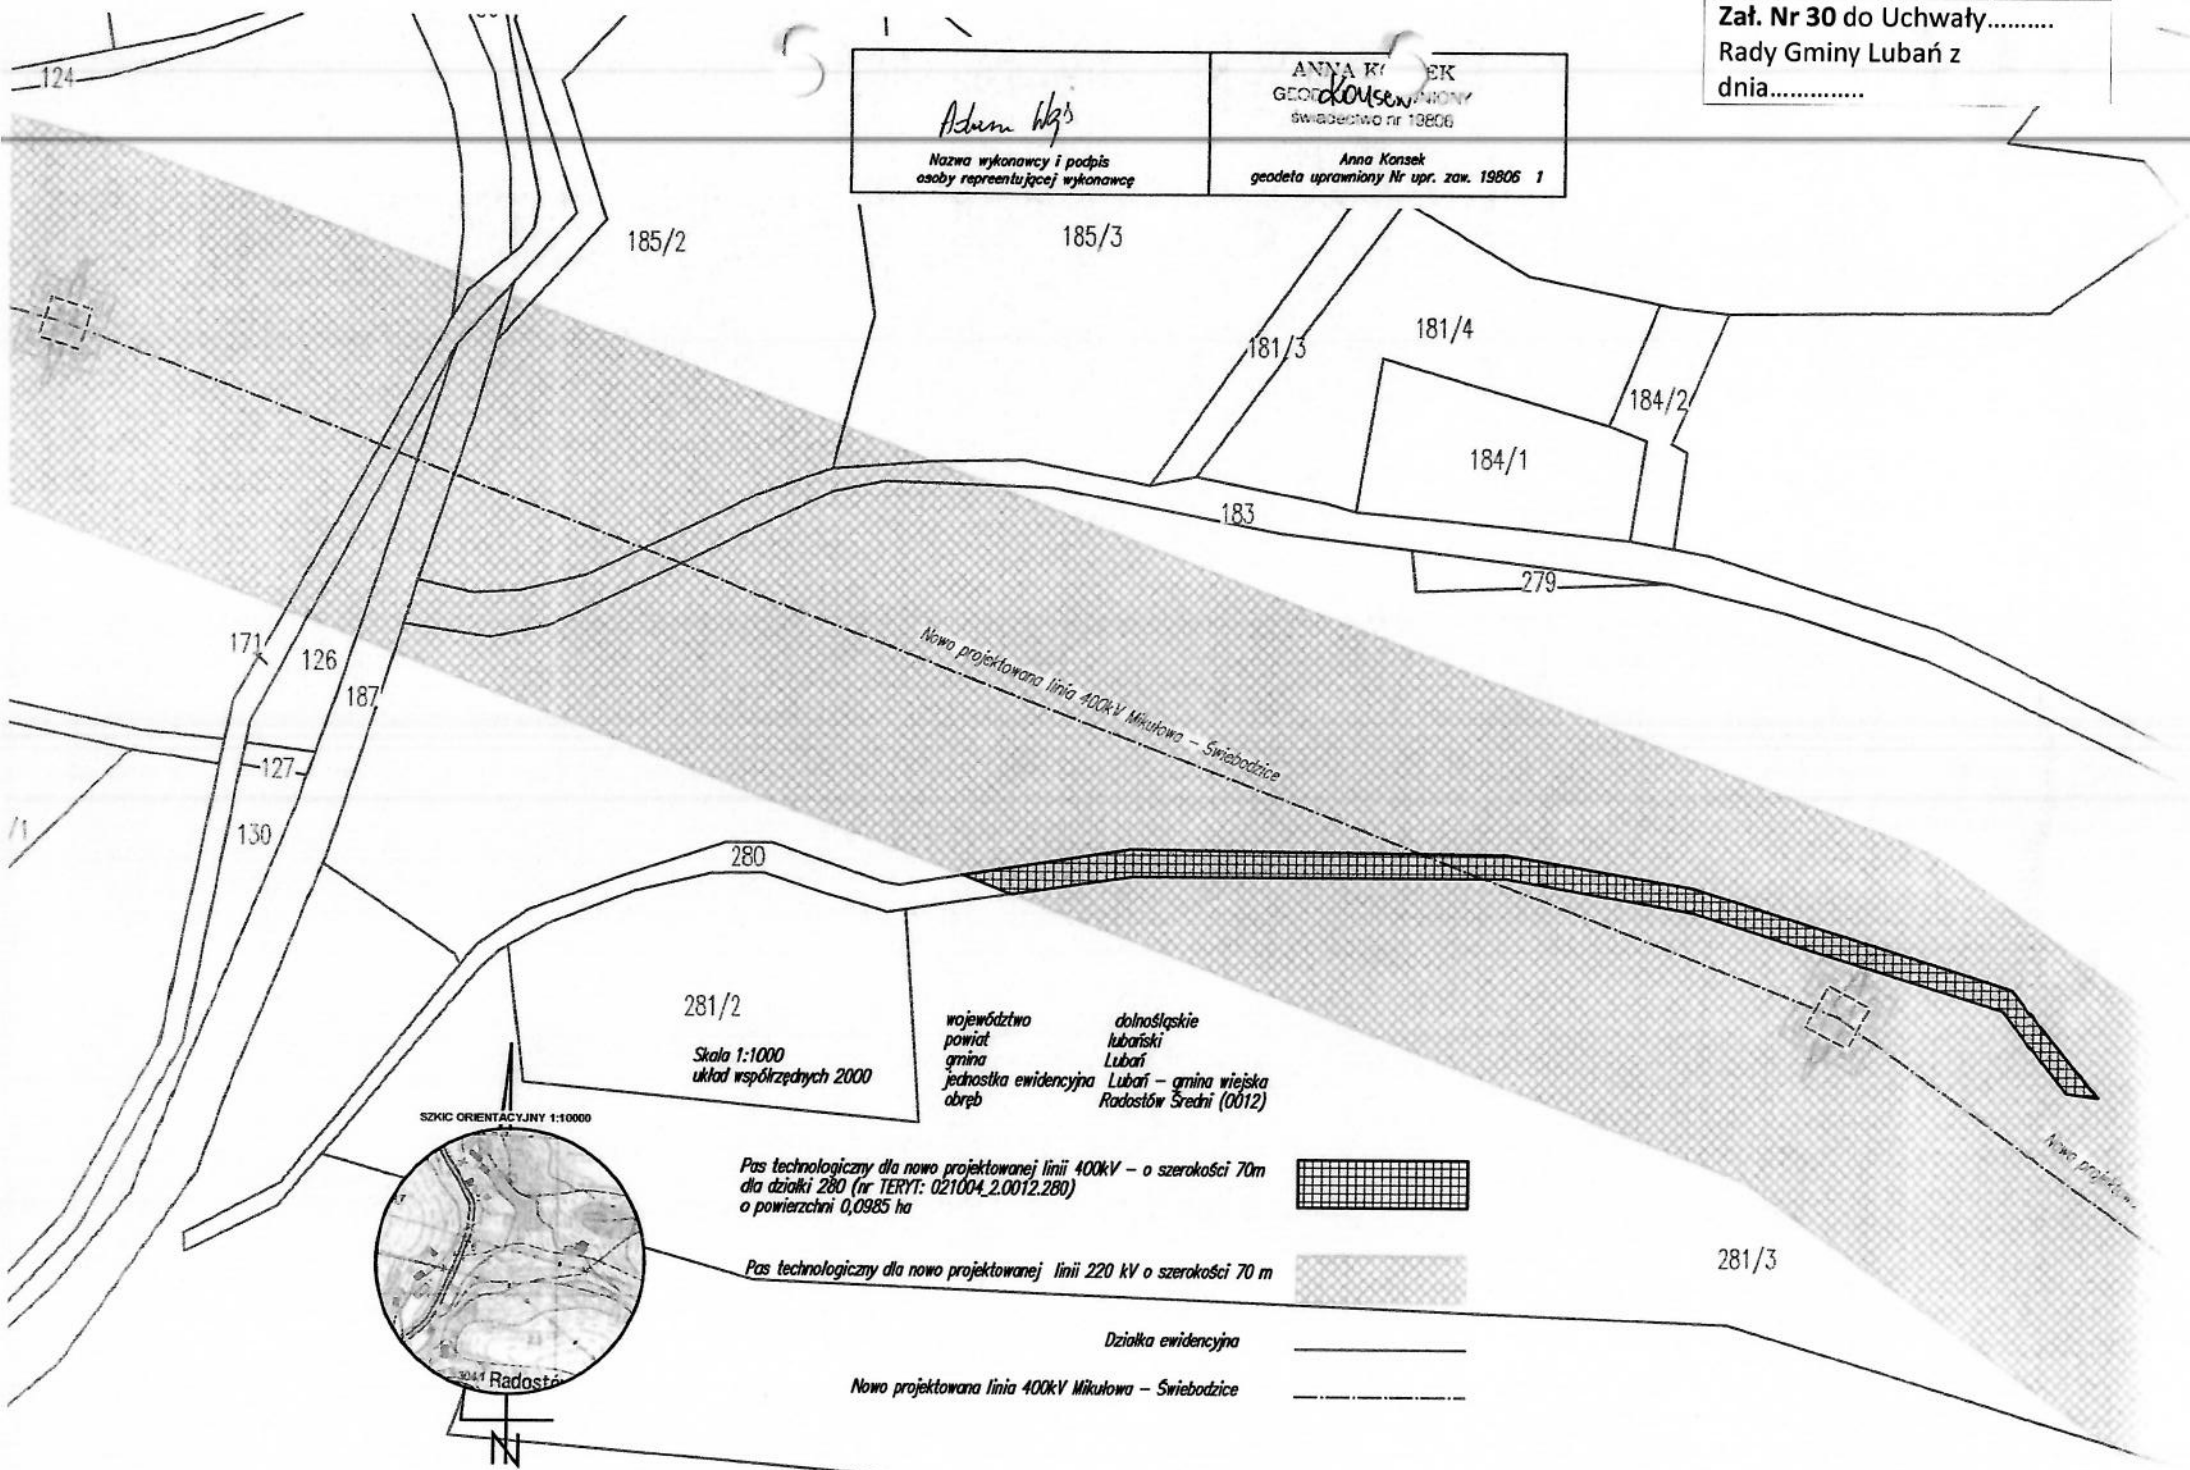 Zał. Nr 30 do Uchwały..........
Rady Gminy Lubań z
dnia.............
124
ANNA K
EK
świadectwo nr 19806
Nazwa wykonawcy i podpis
osoby repreentującej wykonawcę
Anna Konsek
geodeta uprawniony Nr upr. zaw. 19806 1
185/2
185/3
181/3
181/4
184/2
184/1
183
279
171
126
187
127
130
/1
Nowo projektowana linia 400kV Mikułowa – Świebodzice
280
281/2
Skala 1:1000
układ współrzędnych 2000
województwo dolnośląskie
powiat lubański
gmina Lubań
jednostka ewidencyjna Lubań – gmina wiejska
obręb Radostów Średni (0012)
SZKIC ORIENTACYJNY 1:10000
Radostó
N
Nowo projektowa
Pas technologiczny dla nowo projektowanej linii 400kV – o szerokości 70m
dla działki 280 (nr TERYT: 021004_2.0012.280)
o powierzchni 0,0985 ha
Pas technologiczny dla nowo projektowanej linii 220 kV o szerokości 70 m
281/3
Działka ewidencyjna
Nowo projektowana linia 400kV Mikułowa – Świebodzice